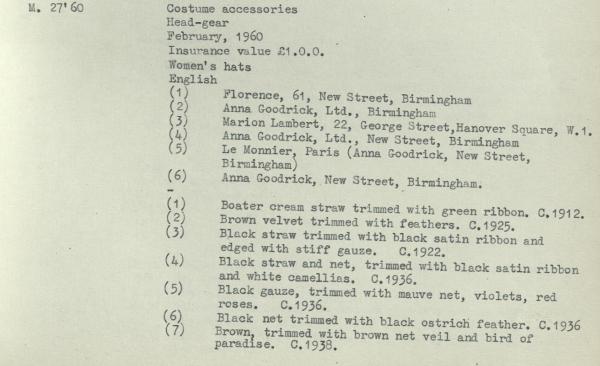 M. 27'60 Costume accessories
Head-gear
February, 1960
Insurance value £1.0.0.
Women's hats
English
(1) Florence, 61, New Street, Birmingham
(2) Anna Goodrick, Ltd., Birmingham
(3) Marion Lambert, 22, George Street,Hanover Square, W.1.
(4) Anna Goodrick, Ltd., New Street, Birmingham
(5) Le Monnier, Paris (Anna Goodrick, New Street,
Birmingham)
(6) Anna Goodrick, New Street, Birmingham.
-
(1) Boater cream straw trimmed with green ribbon. C.1912.
(2) Brown velvet trimmed with feathers. C.1925.
(3) Black straw trimmed with black satin ribbon and
edged with stiff gauze. C.1922.
(4) Black straw and net, trimmed with black satin ribbon
and white camellias. C.1936.
(5) Black gauze, trimmed with mauve net, violets, red
roses. C.1936.
(6) Black net trimmed with black ostrich feather. C.1936
(7) Brown, trimmed with brown net veil and bird of
paradise. C.1938.